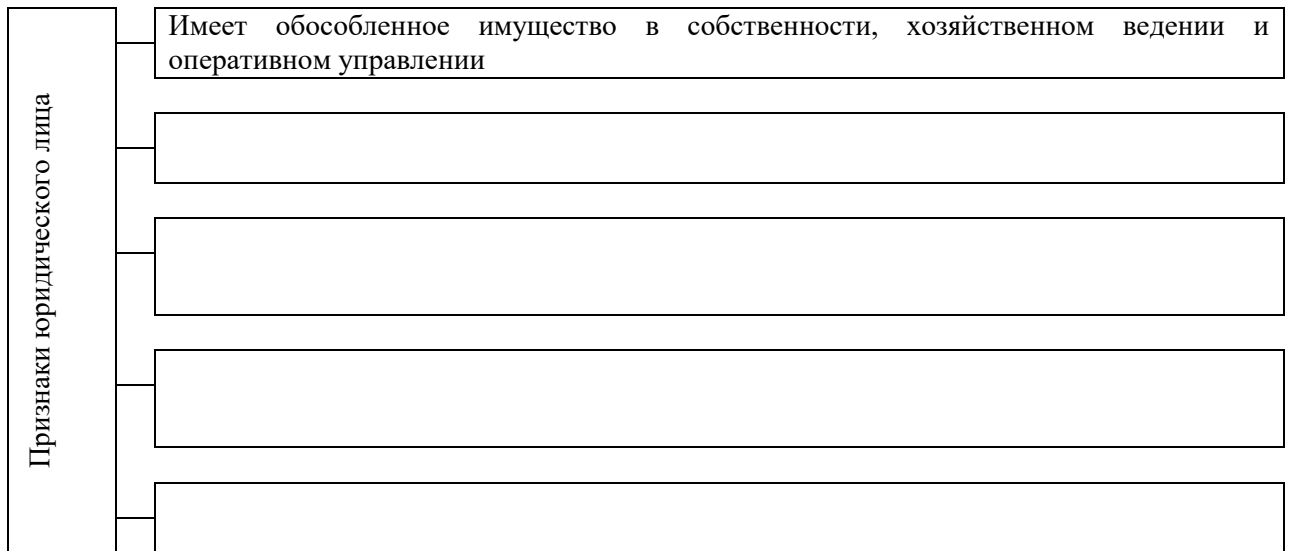 Признаки юридического лица
Имеет обособленное имущество в собственности, хозяйственном ведении и
оперативном управлении